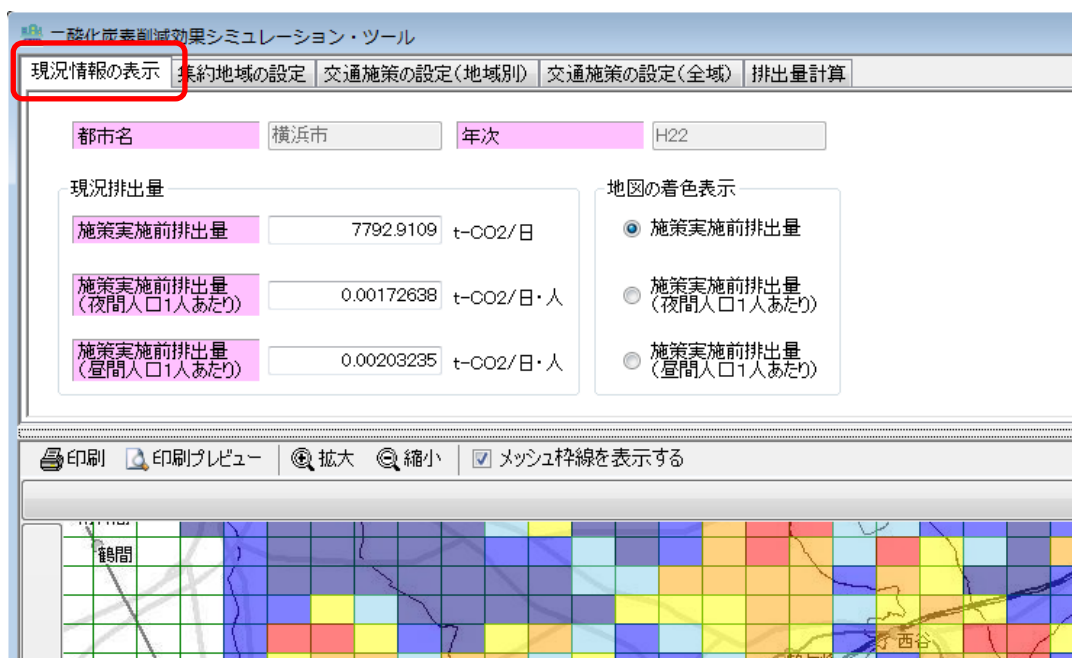 二酸化炭素削減効果シミュレーション・ツール
現況情報の表示 集約地域の設定 交通施策の設定(地域別) 交通施策の設定(全域) 排出量計算
都市名 横浜市 年次 H22
現況排出量 地図の着色表示
施策実施前排出量 7792.9109 t-CO2/日 施策実施前排出量
施策実施前排出量 施策実施前排出量
(夜間人口1人あたり) 0.00172638 t-CO2/日・人 (夜間人口1人あたり)
施策実施前排出量 施策実施前排出量
(昼間人口1人あたり) 0.00203235 t-CO2/日・人 (昼間人口1人あたり)
印刷 印刷プレビュー 拡大 縮小 メッシュ枠線を表示する
鶴間
西谷